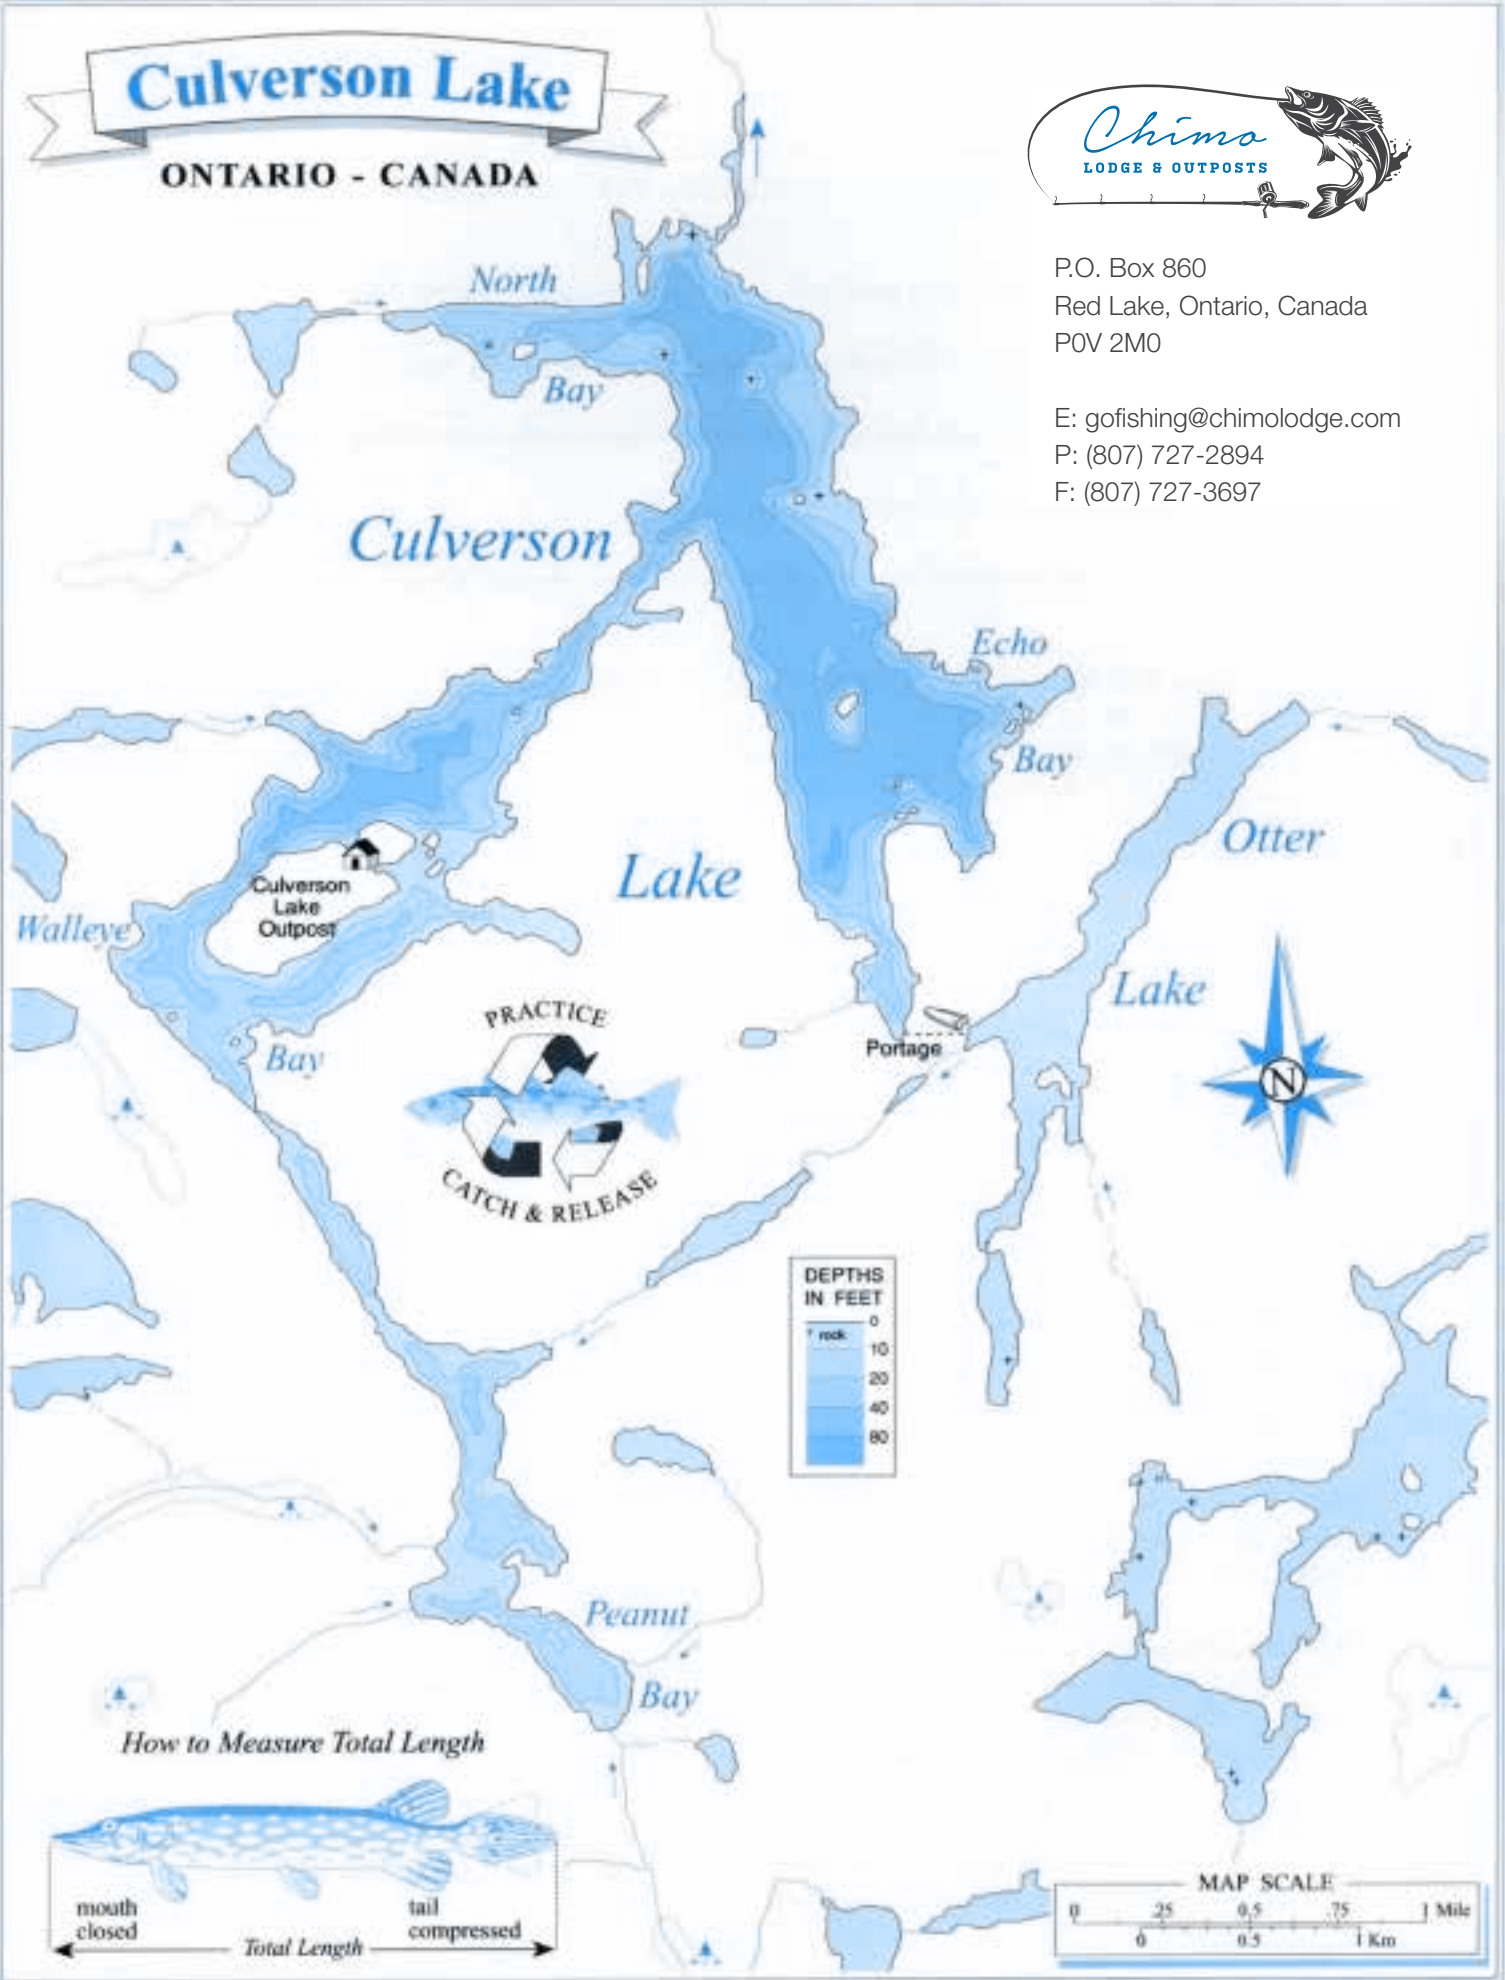 Culverson Lake
ONTARIO - CANADA
Chimo
LODGE & OUTPOSTS
P.O. Box 860
Red Lake, Ontario, Canada
P0V 2M0
E: gofishing@chimolodge.com
P: (807) 727-2894
F: (807) 727-3697
North
Bay
Culverson
Lake
Echo
Bay
Otter
Lake
Culverson
Lake
Outpost
Walleye
Bay
PRACTICE
CATCH & RELEASE
Portage
N
DEPTHS
IN FEET
+ rock
0
10
20
40
80
Peanut
Bay
How to Measure Total Length
mouth
closed
tail
compressed
Total Length
MAP SCALE
0 .25 0.5 .75 1 Mile
0 0.5 1 Km